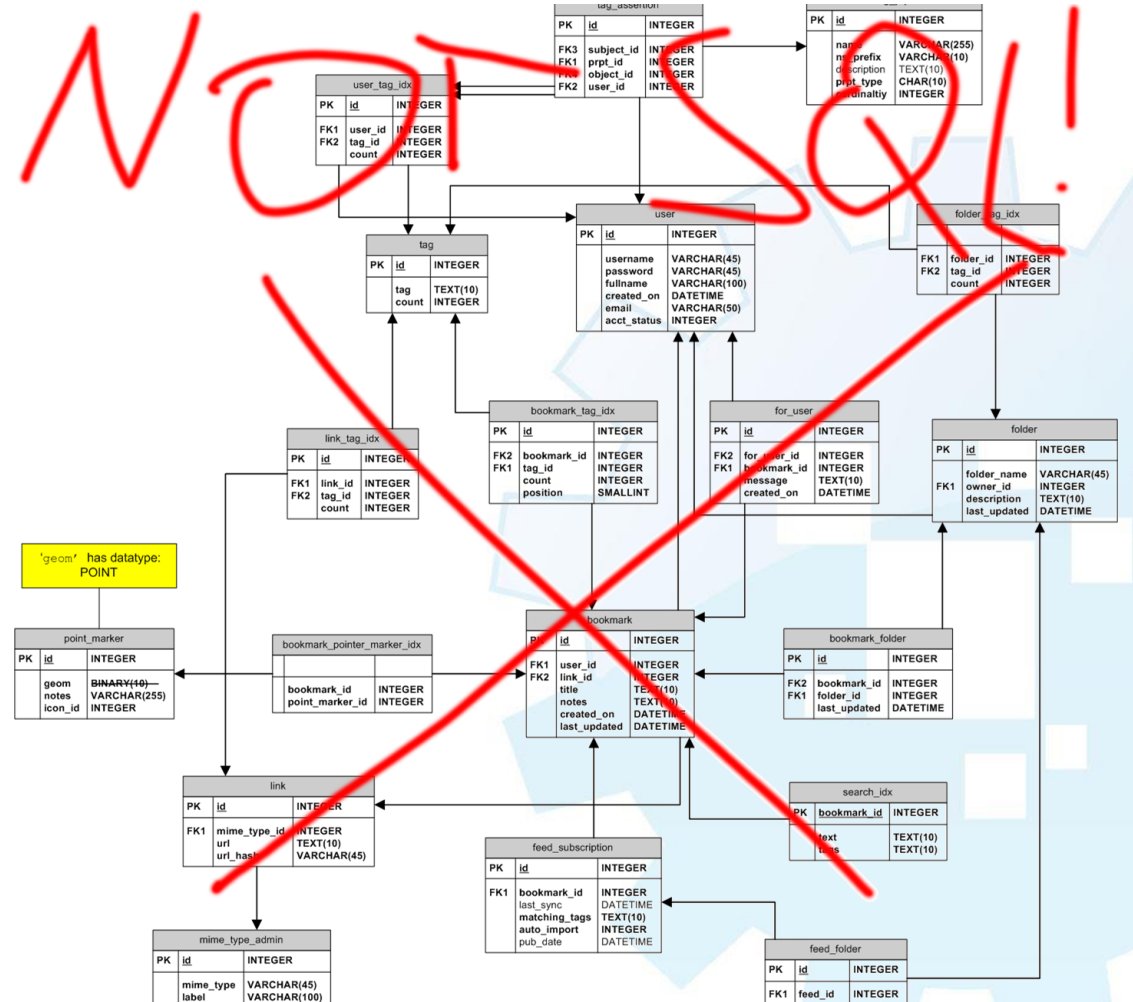 NOT SQL!
tag_assertion
PK id INTEGER
FK3 subject_id INTEGER
FK1 prpt_id INTEGER
object_id INTEGER
FK2 user_id INTEGER
PK id INTEGER
name VARCHAR(255)
ns_prefix VARCHAR(10)
description TEXT(10)
prpt_type CHAR(10)
cardinaltiy INTEGER
user_tag_idx
PK id INTEGER
FK1 user_id INTEGER
FK2 tag_id INTEGER
count INTEGER
tag
PK id INTEGER
tag TEXT(10)
count INTEGER
user
PK id INTEGER
username VARCHAR(45)
password VARCHAR(45)
fullname VARCHAR(100)
created_on DATETIME
email VARCHAR(50)
acct_status INTEGER
folder_tag_idx
FK1 folder_id INTEGER
FK2 tag_id INTEGER
count INTEGER
link_tag_idx
PK id INTEGER
FK1 link_id INTEGER
FK2 tag_id INTEGER
count INTEGER
bookmark_tag_idx
PK id INTEGER
FK2 bookmark_id INTEGER
FK1 tag_id INTEGER
count INTEGER
position SMALLINT
for_user
PK id INTEGER
FK2 for_user_id INTEGER
FK1 bookmark_id INTEGER
message TEXT(10)
created_on DATETIME
folder
PK id INTEGER
folder_name VARCHAR(45)
FK1 owner_id INTEGER
description TEXT(10)
last_updated DATETIME
'geom' has datatype:
POINT
point_marker
PK id INTEGER
geom BINARY(10)
notes VARCHAR(255)
icon_id INTEGER
bookmark_pointer_marker_idx
bookmark_id INTEGER
point_marker_id INTEGER
bookmark
PK id INTEGER
FK1 user_id INTEGER
FK2 link_id INTEGER
title TEXT(10)
notes TEXT(10)
created_on DATETIME
last_updated DATETIME
bookmark_folder
PK id INTEGER
FK2 bookmark_id INTEGER
FK1 folder_id INTEGER
last_updated DATETIME
link
PK id INTEGER
FK1 mime_type_id INTEGER
url TEXT(10)
url_hash VARCHAR(45)
search_idx
PK bookmark_id INTEGER
text TEXT(10)
tags TEXT(10)
feed_subscription
PK id INTEGER
FK1 bookmark_id INTEGER
last_sync DATETIME
matching_tags TEXT(10)
auto_import INTEGER
pub_date DATETIME
mime_type_admin
PK id INTEGER
mime_type VARCHAR(45)
label VARCHAR(100)
feed_folder
PK id INTEGER
FK1 feed_id INTEGER